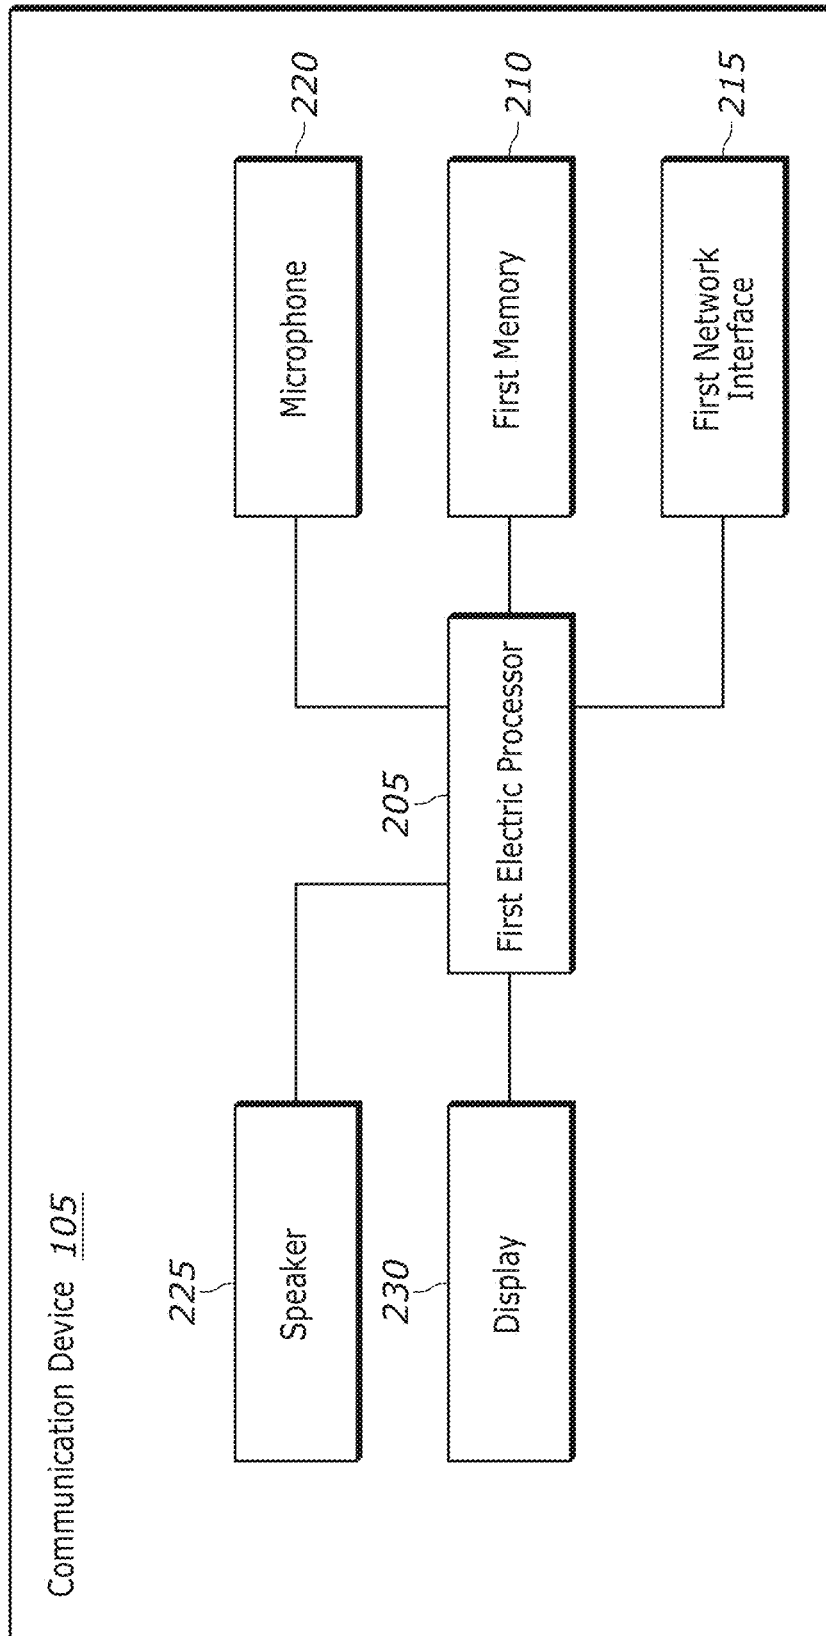 Communication Device 105
225
Speaker
220
Microphone
205
230
Display
First Electric Processor
First Memory
210
First Network
Interface
215